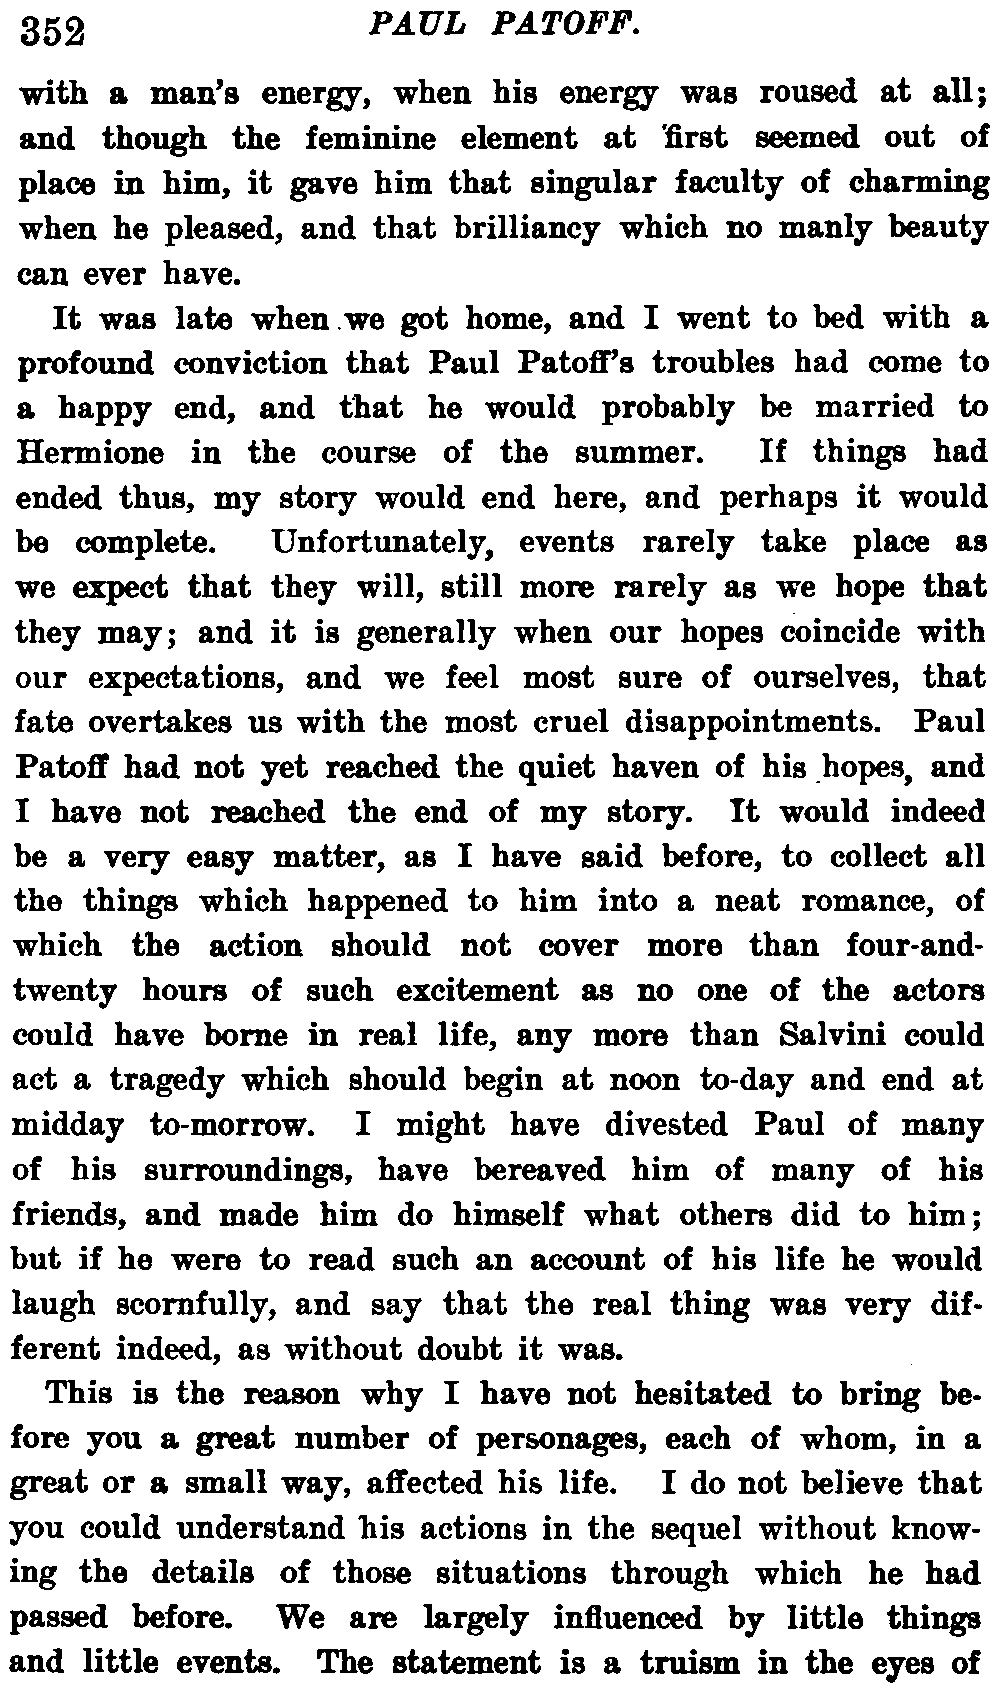 352 PAUL PATOFF.
with a man's energy, when his energy was roused at all;
and though the feminine element at first seemed out of
place in him, it gave him that singular faculty of charming
when he pleased, and that brilliancy which no manly beauty
can ever have.
It was late when we got home, and I went to bed with a
profound conviction that Paul Patoff's troubles had come to
a happy end, and that he would probably be married to
Hermione in the course of the summer. If things had
ended thus, my story would end here, and perhaps it would
be complete. Unfortunately, events rarely take place as
we expect that they will, still more rarely as we hope that
they may; and it is generally when our hopes coincide with
our expectations, and we feel most sure of ourselves, that
fate overtakes us with the most cruel disappointments. Paul
Patoff had not yet reached the quiet haven of his hopes, and
I have not reached the end of my story. It would indeed
be a very easy matter, as I have said before, to collect all
the things which happened to him into a neat romance, of
which the action should not cover more than four-and-
twenty hours of such excitement as no one of the actors
could have borne in real life, any more than Salvini could
act a tragedy which should begin at noon to-day and end at
midday to-morrow. I might have divested Paul of many
of his surroundings, have bereaved him of many of his
friends, and made him do himself what others did to him;
but if he were to read such an account of his life he would
laugh scornfully, and say that the real thing was very dif-
ferent indeed, as without doubt it was.
This is the reason why I have not hesitated to bring be-
fore you a great number of personages, each of whom, in a
great or a small way, affected his life. I do not believe that
you could understand his actions in the sequel without know-
ing the details of those situations through which he had
passed before. We are largely influenced by little things
and little events. The statement is a truism in the eyes of